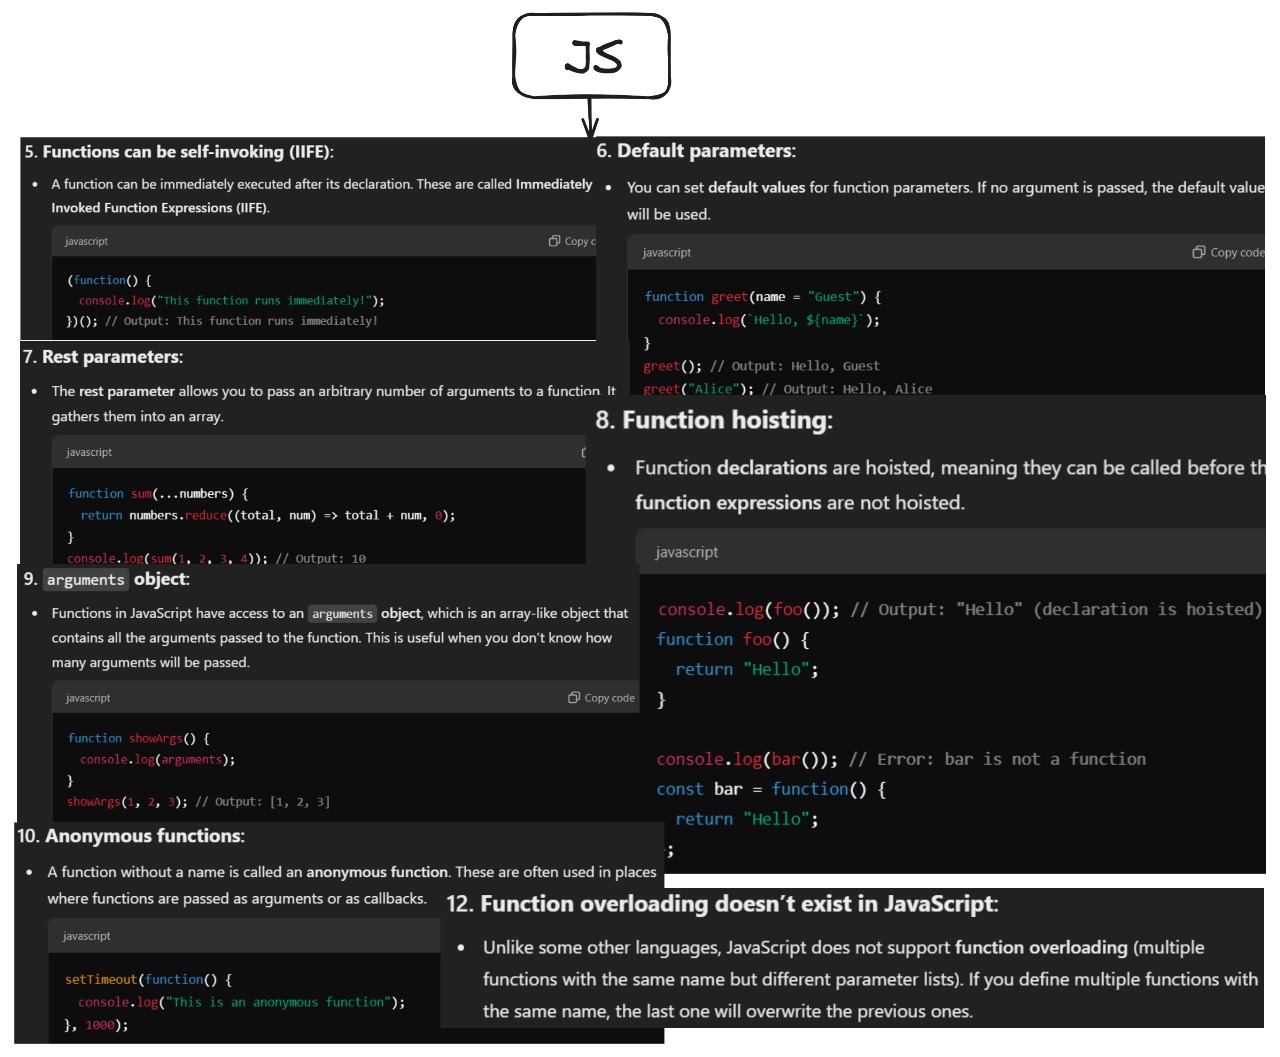 JS
5. Functions can be self-invoking (IIFE):
• A function can be immediately executed after its declaration. These are called Immediately
Invoked Function Expressions (IIFE).
javascript
Copy c
(function() {
console.log("This function runs immediately!");
})(); // Output: This function runs immediately!
6. Default parameters:
• You can set default values for function parameters. If no argument is passed, the default value
will be used.
javascript
Copy code
function greet(name = "Guest") {
console.log(`Hello, ${name}`);
}
greet(); // Output: Hello, Guest
greet("Alice"); // Output: Hello, Alice
7. Rest parameters:
• The rest parameter allows you to pass an arbitrary number of arguments to a function. It
gathers them into an array.
javascript
function sum(...numbers) {
return numbers.reduce((total, num) => total + num, 0);
}
console.log(sum(1, 2, 3, 4)); // Output: 10
8. Function hoisting:
• Function declarations are hoisted, meaning they can be called before th
function expressions are not hoisted.
javascript
console.log(foo()); // Output: "Hello" (declaration is hoisted)
function foo() {
return "Hello";
}
console.log(bar()); // Error: bar is not a function
const bar = function() {
return "Hello";
;
9. arguments object:
• Functions in JavaScript have access to an arguments object, which is an array-like object that
contains all the arguments passed to the function. This is useful when you don't know how
many arguments will be passed.
javascript
Copy code
function showArgs() {
console.log(arguments);
}
showArgs(1, 2, 3); // Output: [1, 2, 3]
10. Anonymous functions:
• A function without a name is called an anonymous function. These are often used in places
where functions are passed as arguments or as callbacks.
javascript
setTimeout(function() {
console.log("This is an anonymous function");
}, 1000);
12. Function overloading doesn't exist in JavaScript:
• Unlike some other languages, JavaScript does not support function overloading (multiple
functions with the same name but different parameter lists). If you define multiple functions with
the same name, the last one will overwrite the previous ones.